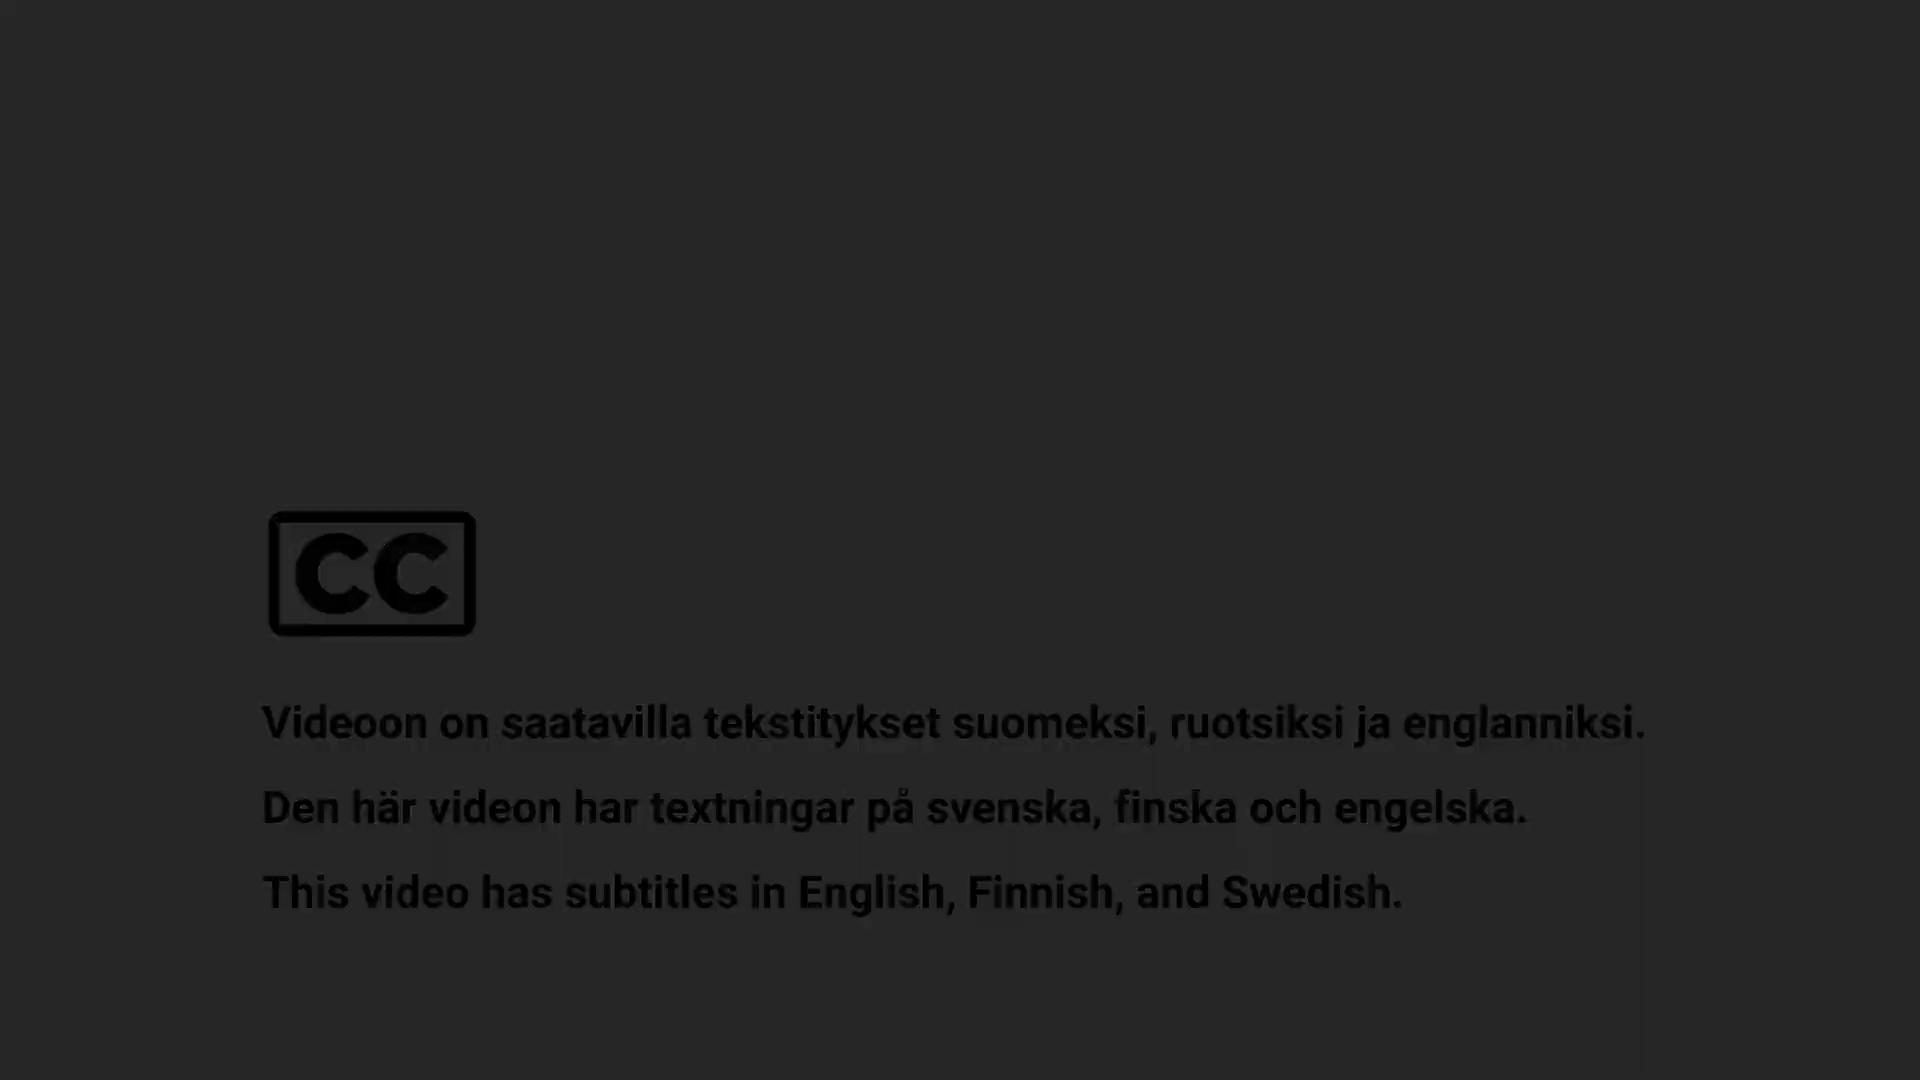 CC
Videoon on saatavilla tekstitykset suomeksi, ruotsiksi ja englanniksi.
Den här videon har textningar på svenska, finska och engelska.
This video has subtitles in English, Finnish, and Swedish.